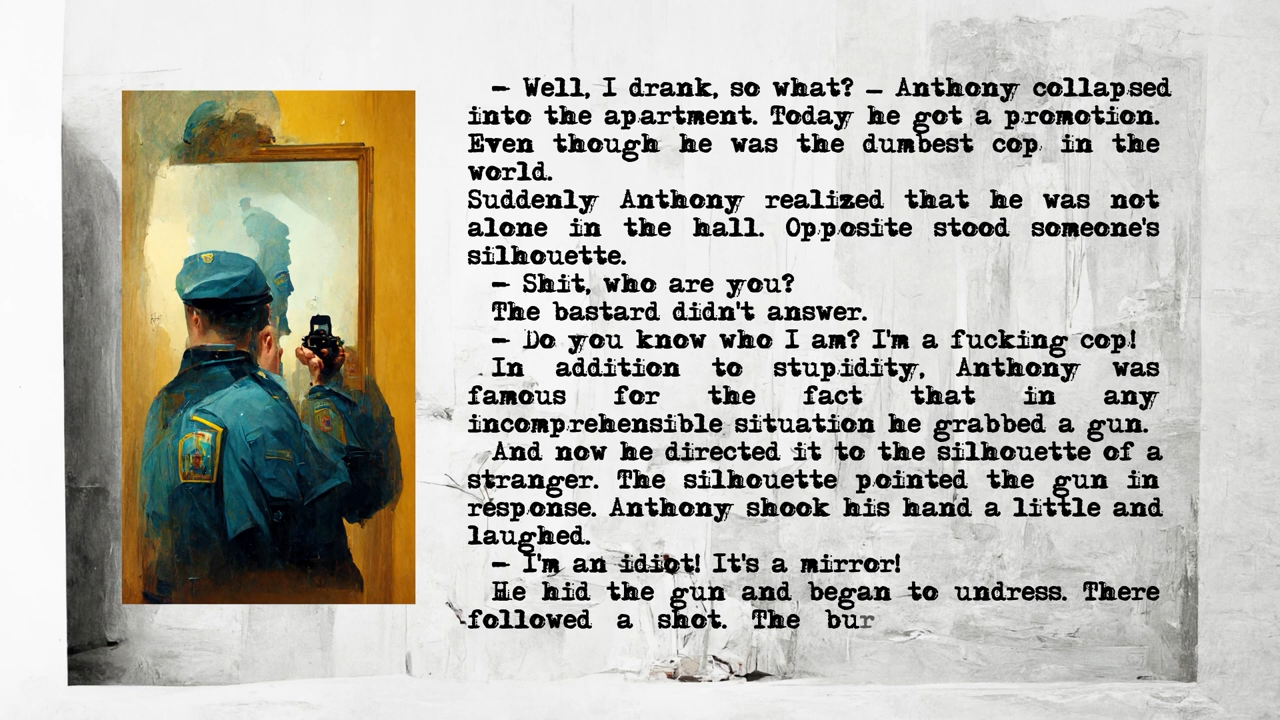 — Well, I drank, so what? — Anthony collapsed
into the apartment. Today he got a promotion.
Even though he was the dumbest cop in the
world.
Suddenly Anthony realized that he was not
alone in the hall. Opposite stood someone's
silhouette.
— Shit, who are you?
The bastard didn't answer.
— Do you know who I am? I'm a fucking cop!
In addition to stupidity, Anthony was
famous for the fact that in any
incomprehensible situation he grabbed a gun.
And now he directed it to the silhouette of a
stranger. The silhouette pointed the gun in
response. Anthony shook his hand a little and
laughed.
— I'm an idiot! It's a mirror!
He hid the gun and began to undress. There
followed a shot. The bur